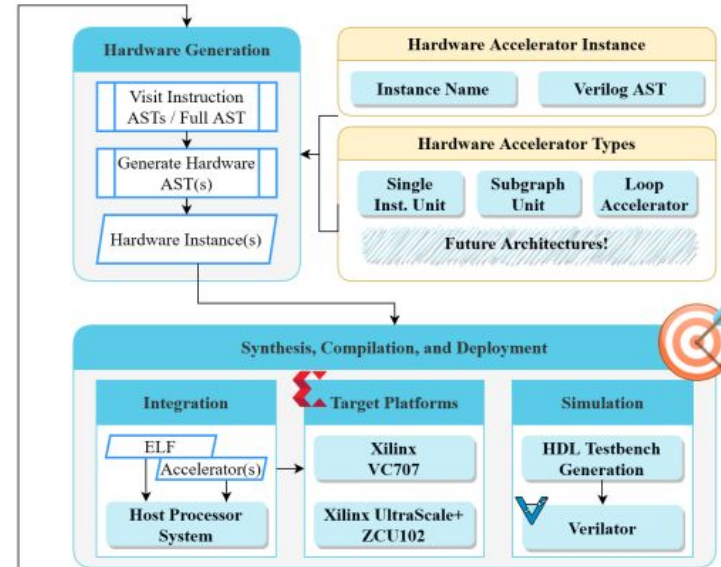 Hardware Generation
Visit Instruction
ASTs / Full AST
Generate Hardware
AST(s)
Hardware Instance(s)
Hardware Accelerator Instance
Instance Name
Verilog AST
Hardware Accelerator Types
Single
Inst. Unit
Subgraph
Unit
Loop
Accelerator
Future Architectures!
Synthesis, Compilation, and Deployment
Integration
ELF
Accelerator(s)
Host Processor
System
Target Platforms
Xilinx
VC707
Xilinx UltraScale+
ZCU102
Simulation
HDL Testbench
Generation
Verilator